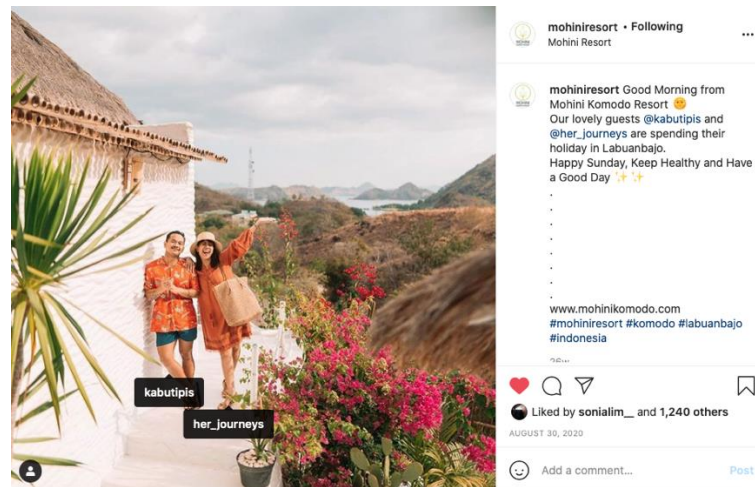 mohiniresort • Following
Mohini Resort
mohiniresort Good Morning from
Mohini Komodo Resort
Our lovely guests @kabutipis and
@her_journeys are spending their
holiday in Labuanbajo.
Happy Sunday, Keep Healthy and Have
a Good Day ✨ ✨
.
.
.
.
.
.
.
www.mohinikomodo.com
#mohiniresort #komodo #labuanbajo
#indonesia
26w
kabutipis
her_journeys
Liked by sonialim__ and 1,240 others
AUGUST 30, 2020
Add a comment...
Post